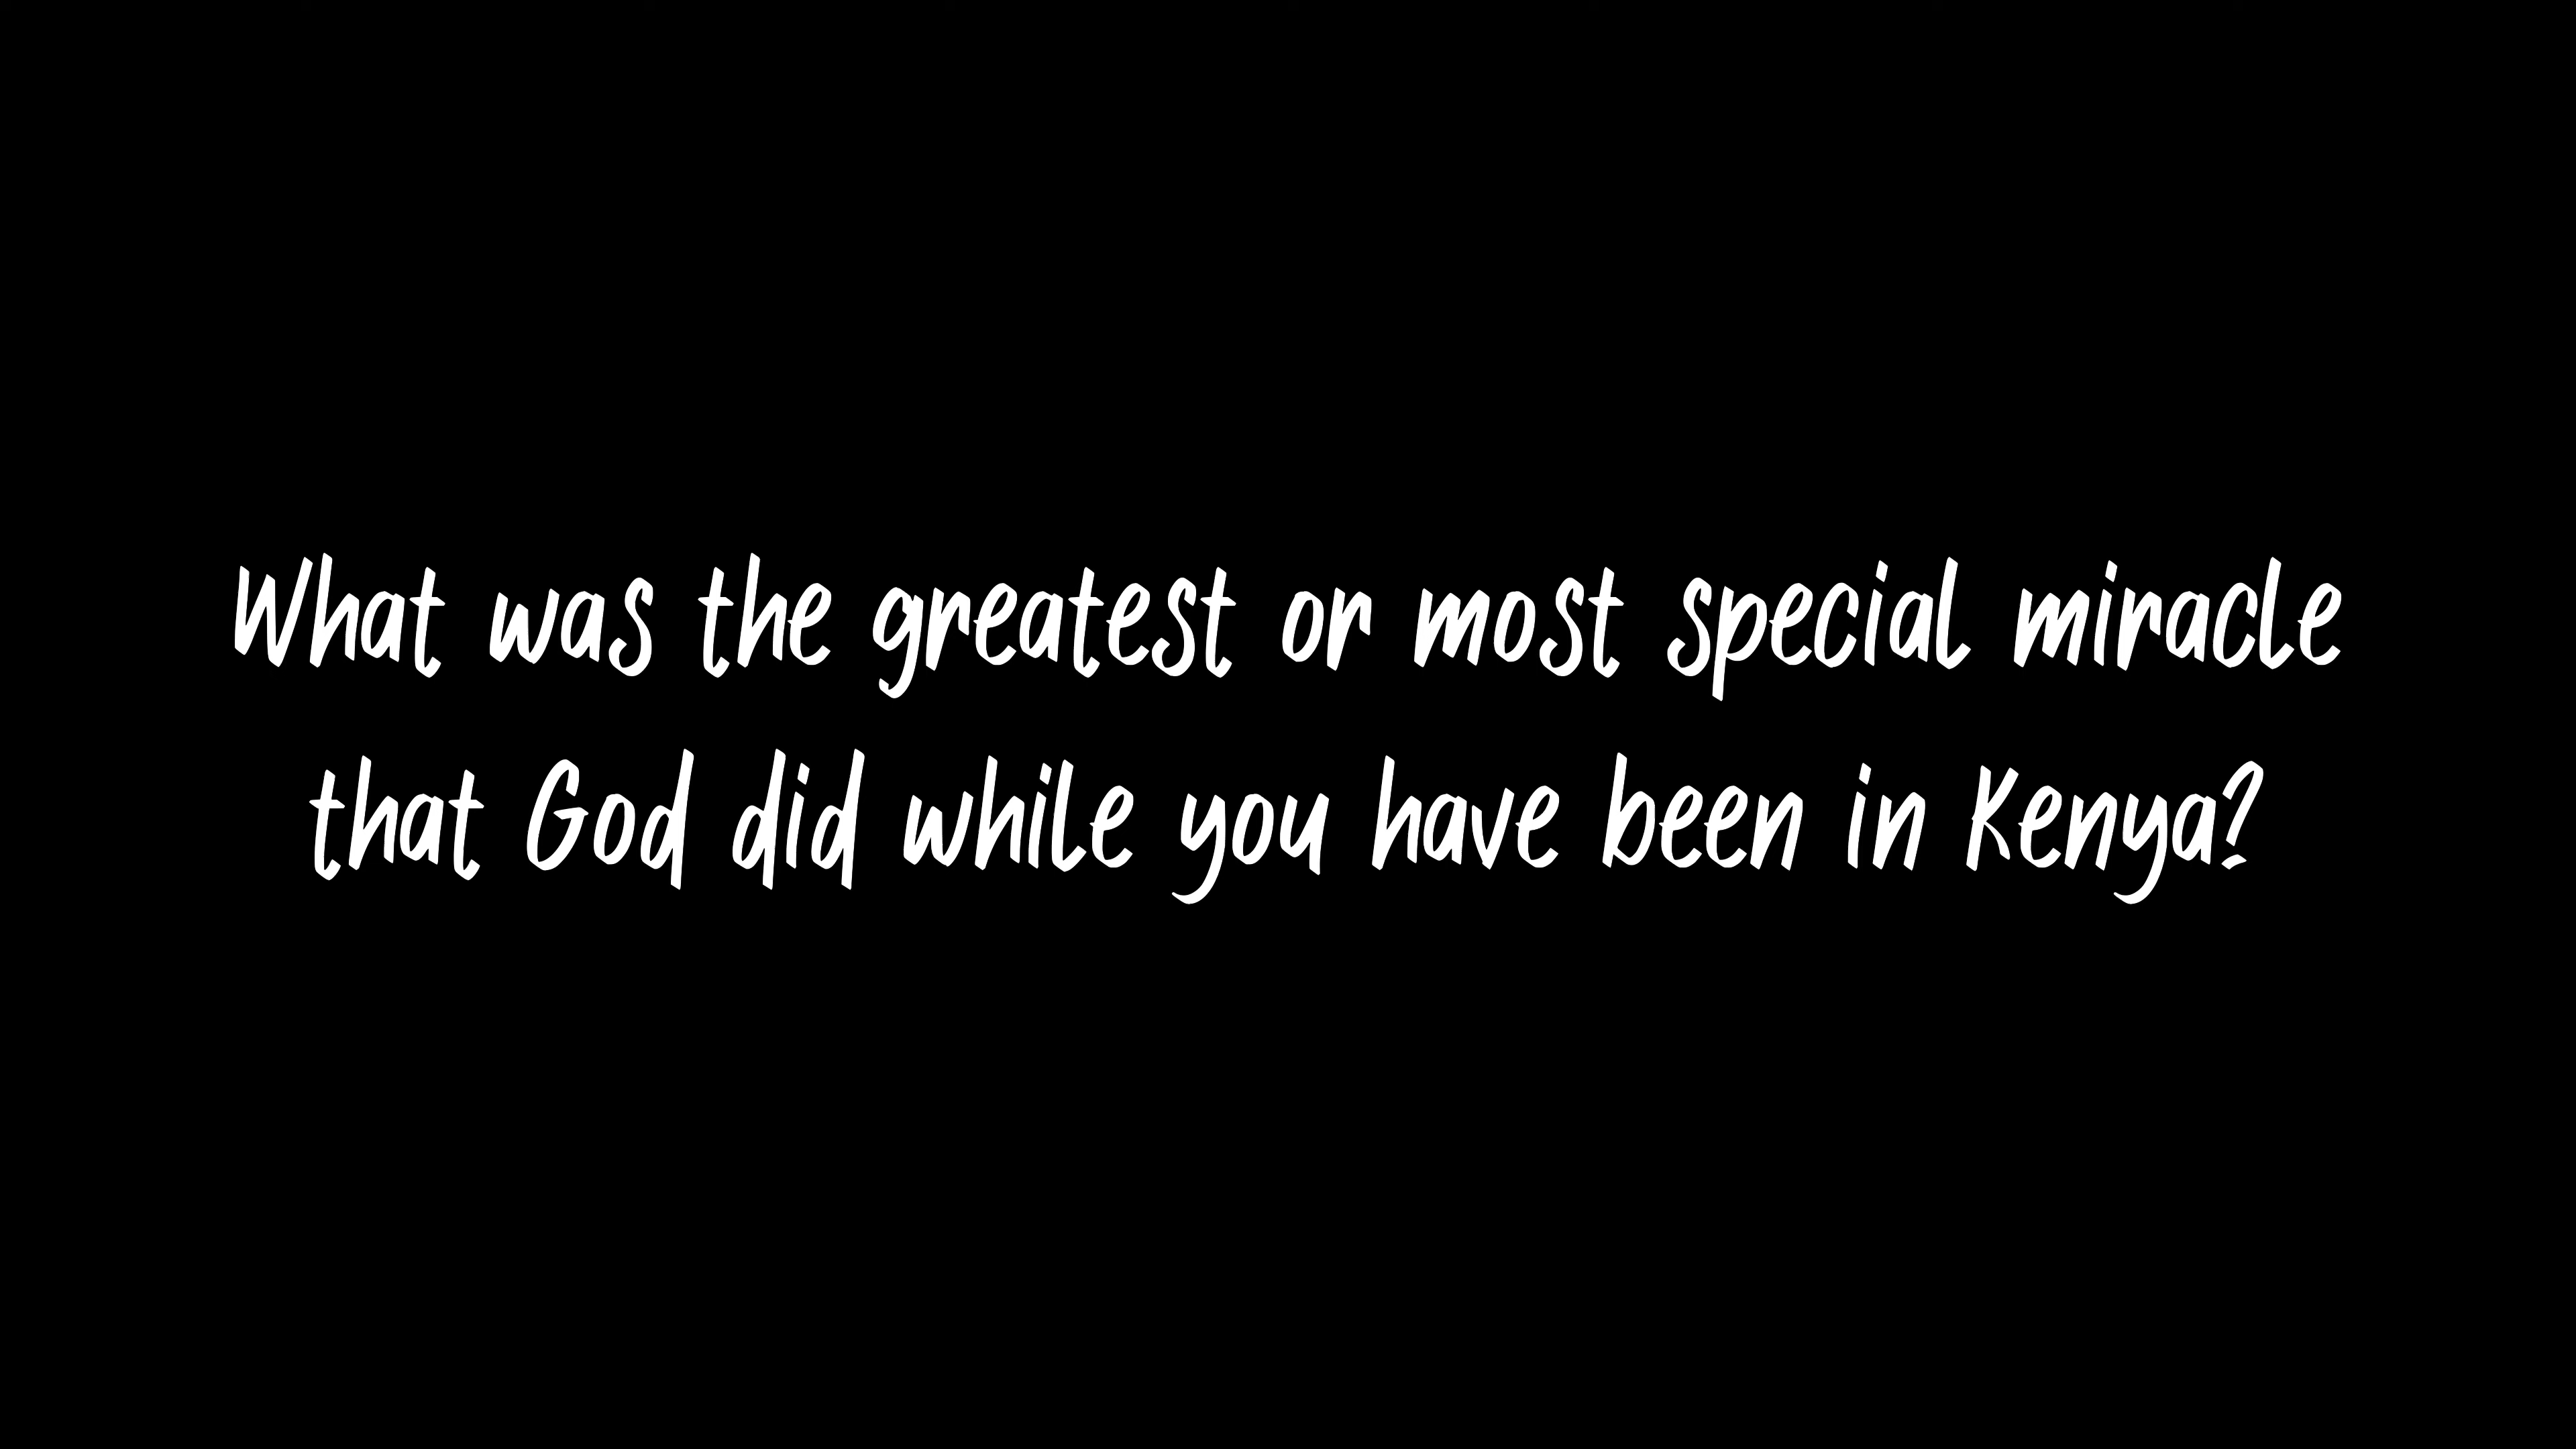 What was the greatest or most special miracle
that God did while you have been in Kenya?